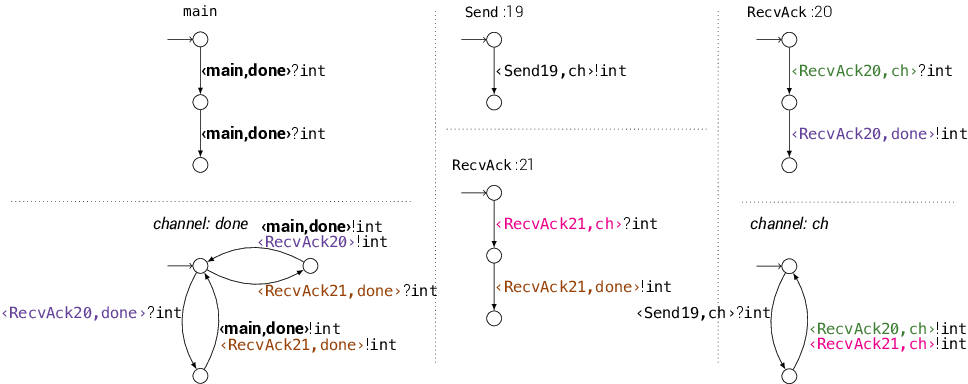 main
‹main,done›?int
‹main,done›?int
channel: done
‹main,done›!int
‹RecvAck20›!int
‹RecvAck21,done›?int
‹RecvAck20,done›?int
‹main,done›!int
‹RecvAck21,done›!int
Send :19
‹Send19,ch›!int
RecvAck :21
‹RecvAck21,ch›?int
‹RecvAck21,done›!int
RecvAck :20
‹RecvAck20,ch›?int
‹RecvAck20,done›!int
channel: ch
‹Send19,ch›?int
‹RecvAck20,ch›!int
‹RecvAck21,ch›!int